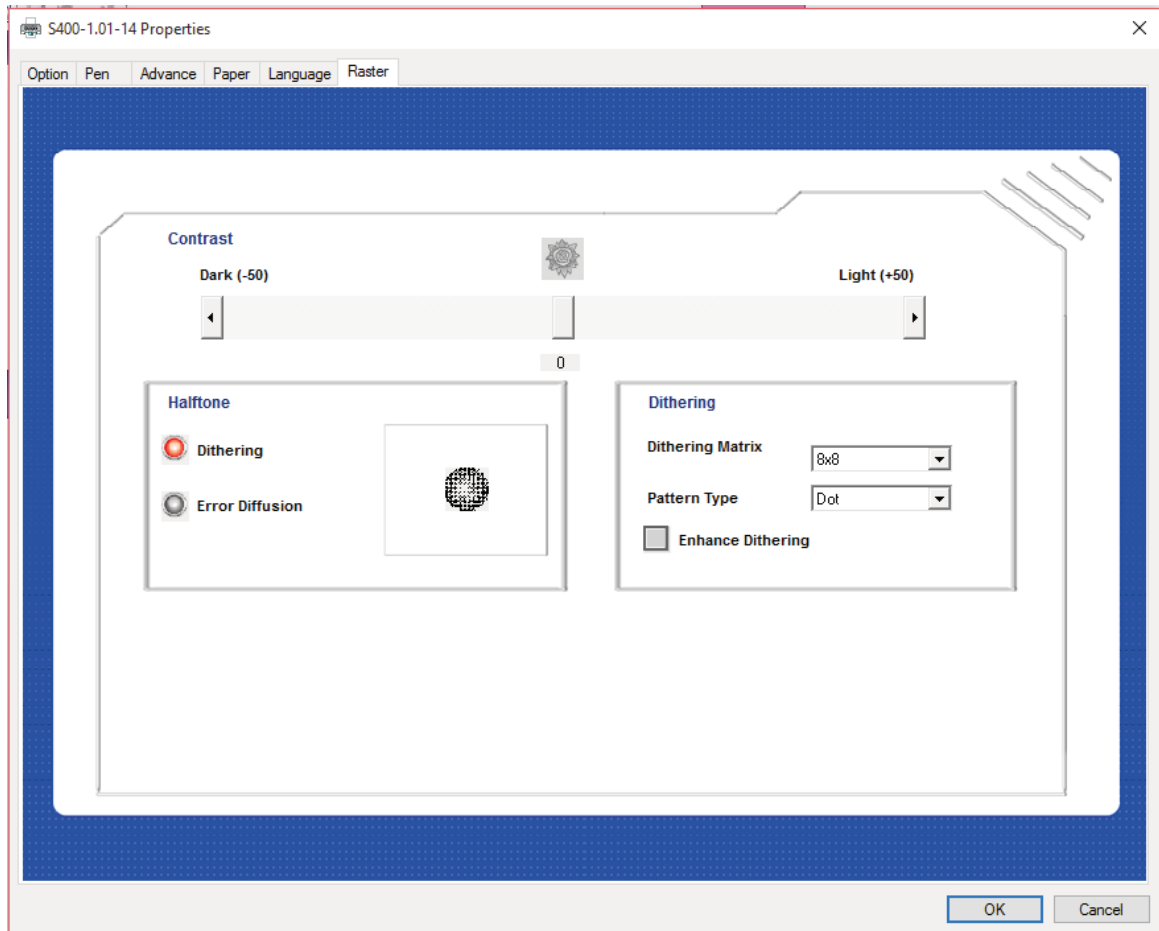 S400-1.01-14 Properties
Option Pen Advance Paper Language Raster
Contrast
Dark (-50) Light (+50)
0
Halftone
Dithering
Error Diffusion
Dithering
Dithering Matrix 8x8
Pattern Type Dot
Enhance Dithering
OK Cancel